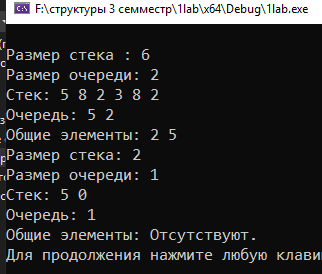 F:\структуры 3 семместр\1lab\x64\Debug\1lab.exe
Размер стека : 6
Размер очереди: 2
Стек: 5 8 2 3 8 2
Очередь: 5 2
Общие элементы: 2 5
Размер стека: 2
Размер очереди: 1
Стек: 5 0
Очередь: 1
Общие элементы: Отсутствуют.
Для продолжения нажмите любую клави